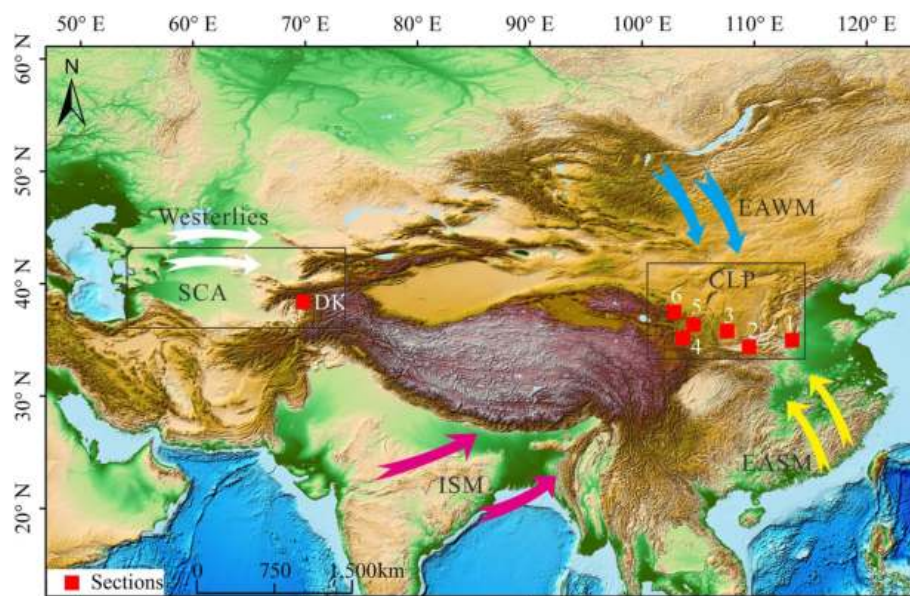 50° E 60° E 70° E 80° E 90° E 100° E 110° E 120° E
60° N
50° N
40° N
30° N
20° N
N
Westerlies
EAWM
SCA
DK
CLP
6
5
3
4
2
1
ISM
EASM
Sections
0 750 1,500km